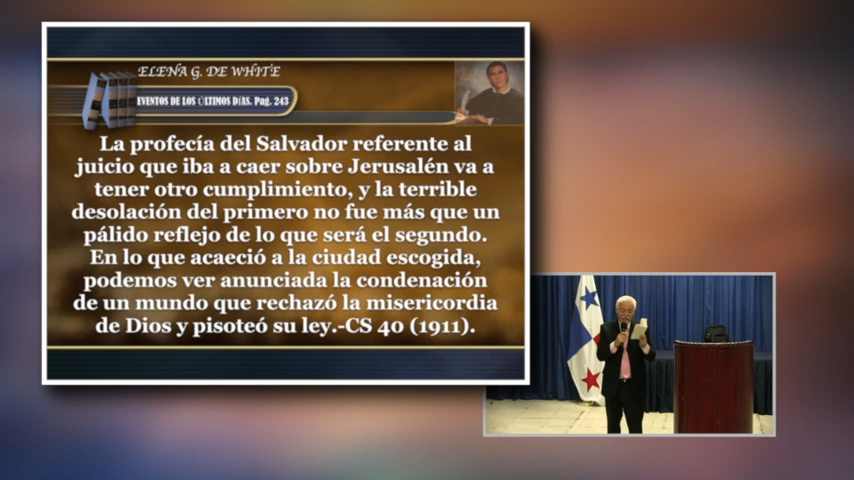 ELENA G. DE WHITE
EVENTOS DE LOS ÚLTIMOS DÍAS. Pag. 243
La profecía del Salvador referente al
juicio que iba a caer sobre Jerusalén va a
tener otro cumplimiento, y la terrible
desolación del primero no fue más que un
pálido reflejo de lo que será el segundo.
En lo que acaeció a la ciudad escogida,
podemos ver anunciada la condenación
de un mundo que rechazó la misericordia
de Dios y pisoteó su ley.-CS 40 (1911).